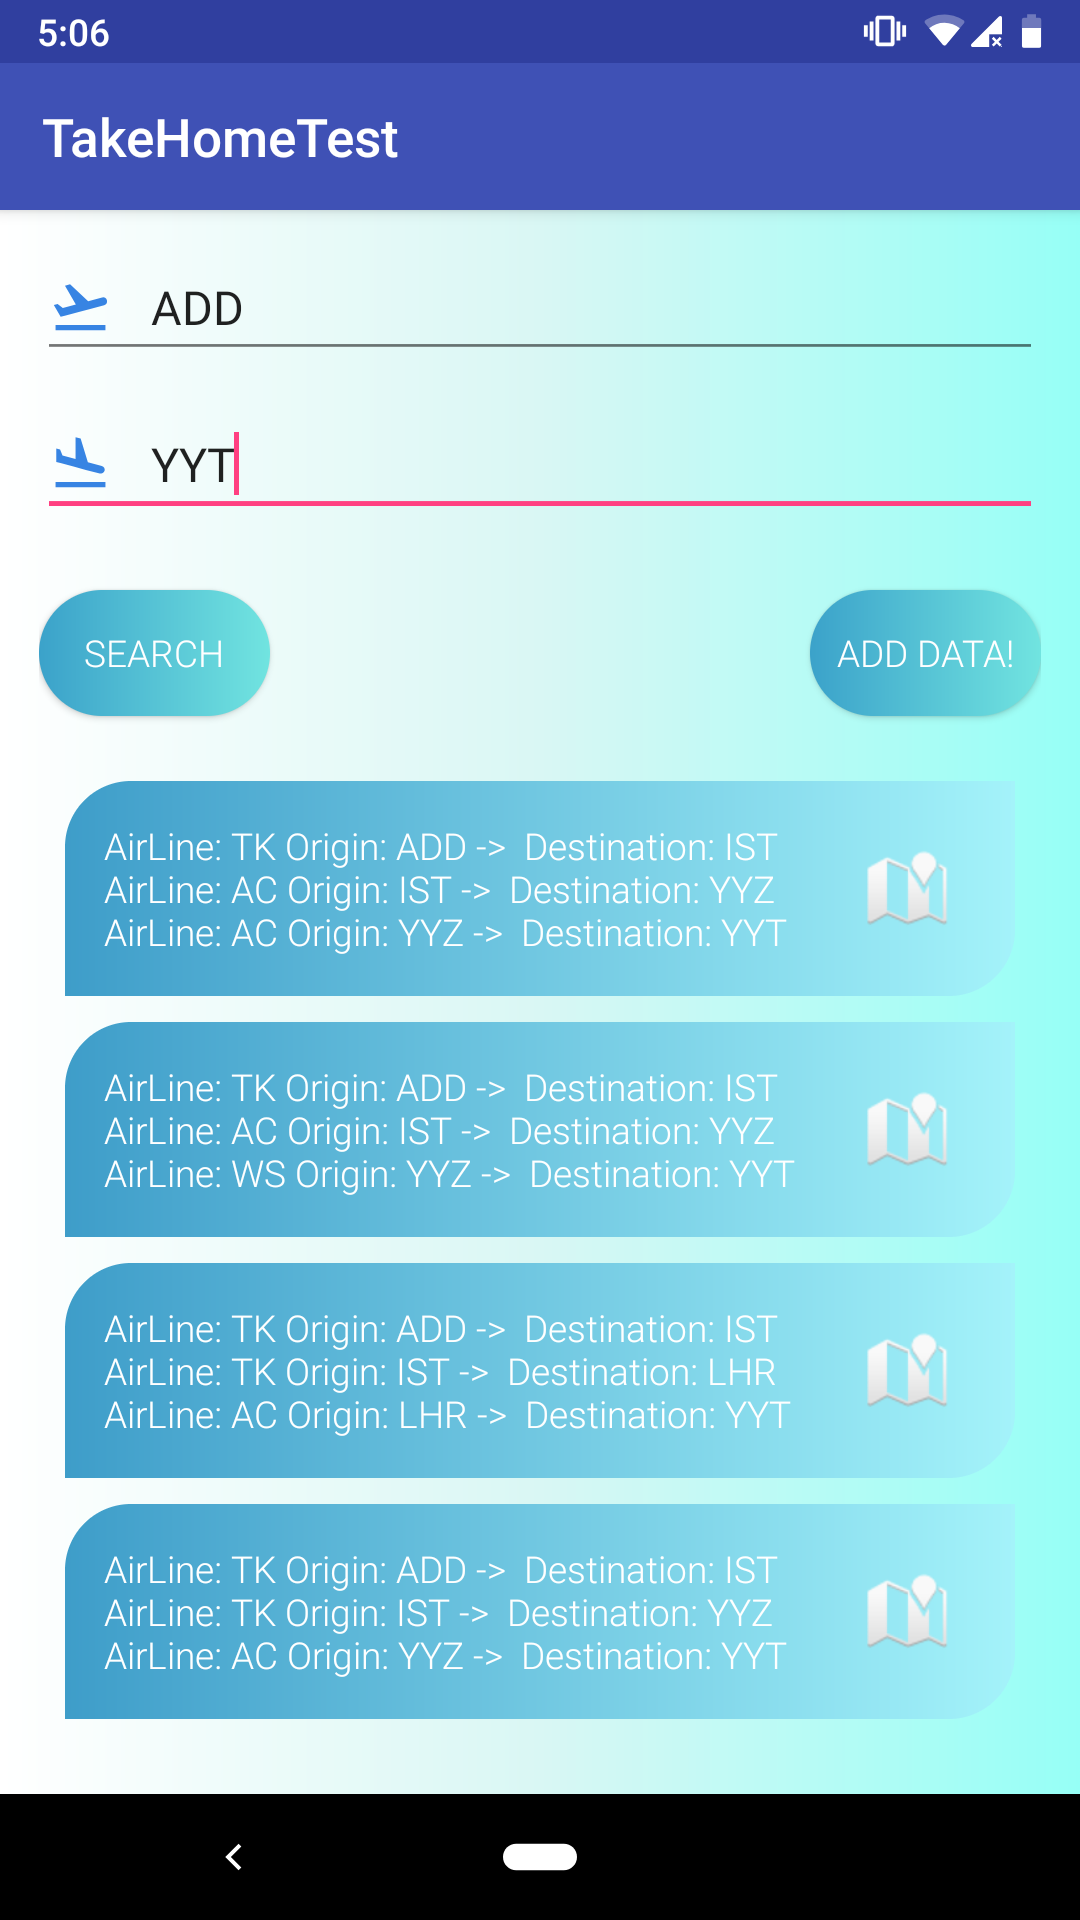 5:06
TakeHomeTest
ADD
YYT
SEARCH
ADD DATA!
AirLine: TK Origin: ADD ->  Destination: IST
AirLine: AC Origin: IST ->  Destination: YYZ
AirLine: AC Origin: YYZ ->  Destination: YYT
AirLine: TK Origin: ADD ->  Destination: IST
AirLine: AC Origin: IST ->  Destination: YYZ
AirLine: WS Origin: YYZ ->  Destination: YYT
AirLine: TK Origin: ADD ->  Destination: IST
AirLine: TK Origin: IST ->  Destination: LHR
AirLine: AC Origin: LHR ->  Destination: YYT
AirLine: TK Origin: ADD ->  Destination: IST
AirLine: TK Origin: IST ->  Destination: YYZ
AirLine: AC Origin: YYZ ->  Destination: YYT